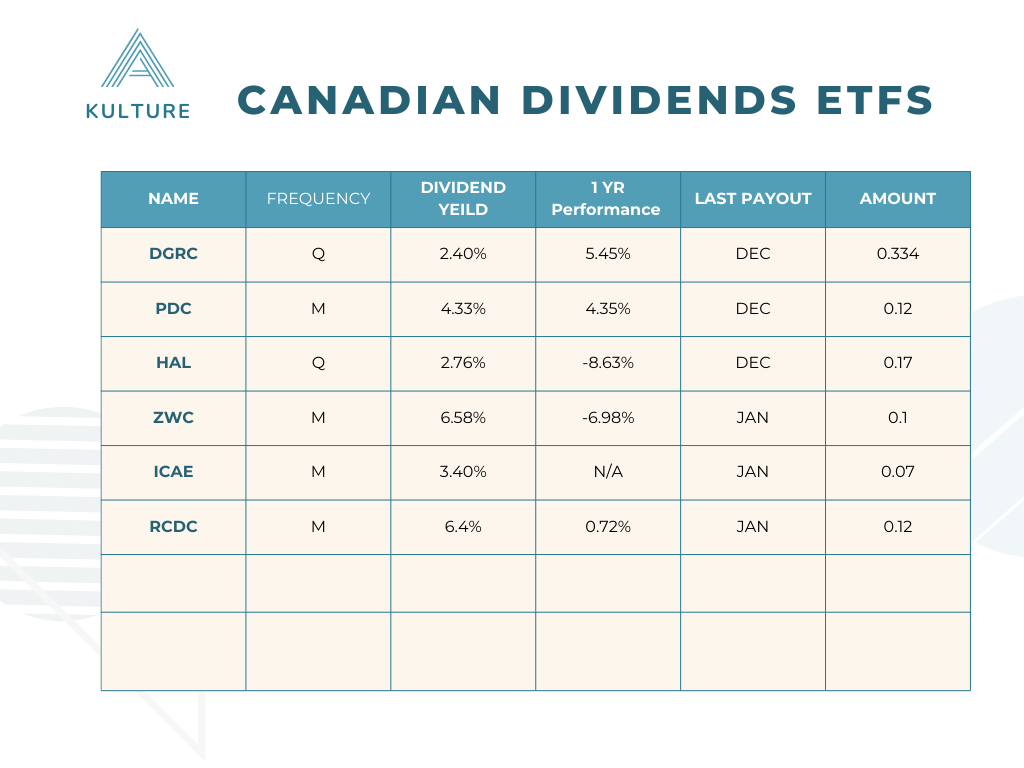 A
KULTURE
CANADIAN DIVIDENDS ETFS
NAME FREQUENCY DIVIDEND YEILD 1 YR Performance LAST PAYOUT AMOUNT
DGRC Q 2.40% 5.45% DEC 0.334
PDC M 4.33% 4.35% DEC 0.12
HAL Q 2.76% -8.63% DEC 0.17
ZWC M 6.58% -6.98% JAN 0.1
ICAE M 3.40% N/A JAN 0.07
RCDC M 6.4% 0.72% JAN 0.12